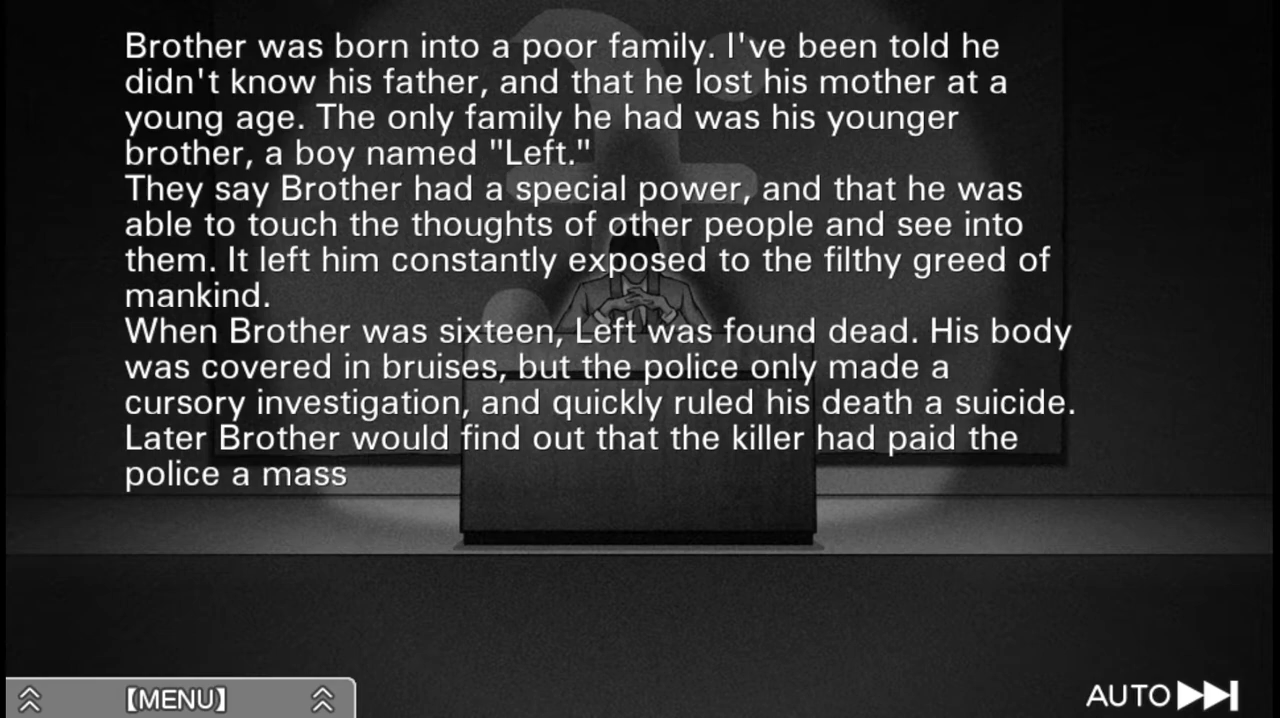 Brother was born into a poor family. I've been told he
didn't know his father, and that he lost his mother at a
young age. The only family he had was his younger
brother, a boy named "Left."
They say Brother had a special power, and that he was
able to touch the thoughts of other people and see into
them. It left him constantly exposed to the filthy greed of
mankind.
When Brother was sixteen, Left was found dead. His body
was covered in bruises, but the police only made a
cursory investigation, and quickly ruled his death a suicide.
Later Brother would find out that the killer had paid the
police a mass
【MENU】
AUTO